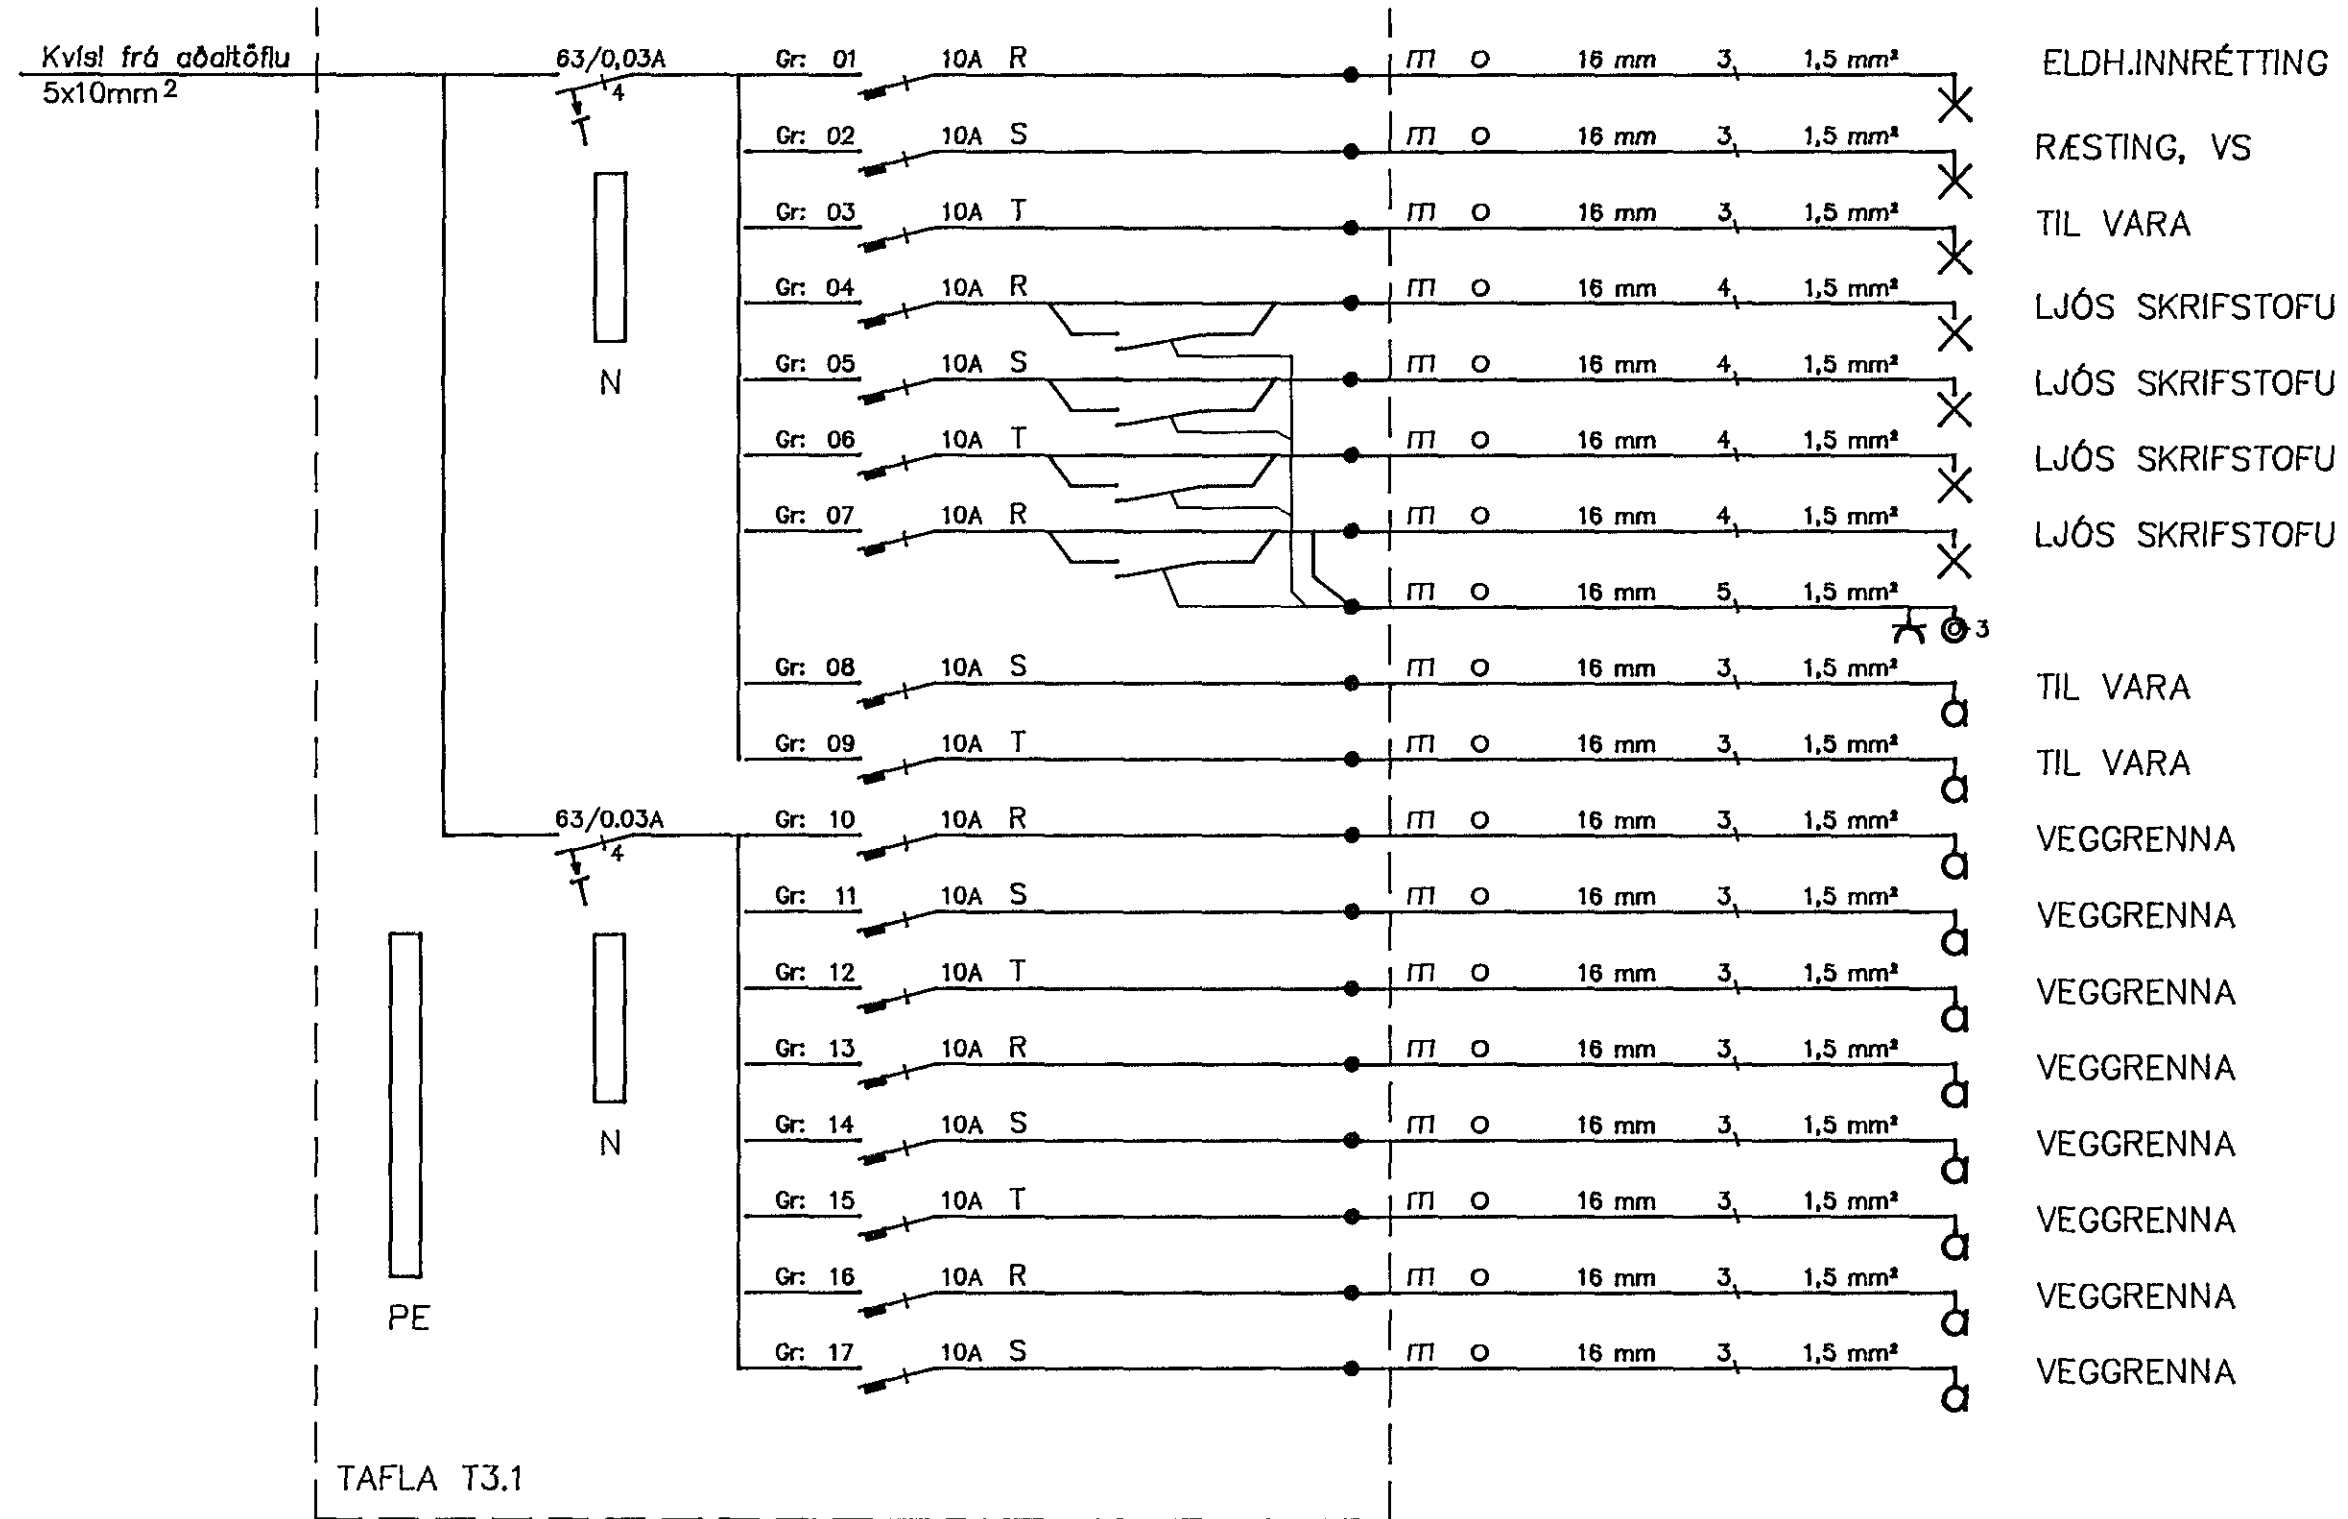 Kvísl frá aðaltöflu
5x10mm²
63/0,03A
4
N
Gr: 01 10A R m O 16 mm 3 1,5 mm² ELDH.INNRÉTTING
Gr: 02 10A S m O 16 mm 3 1,5 mm² RÆSTING, VS
Gr: 03 10A T m O 16 mm 3 1,5 mm² TIL VARA
Gr: 04 10A R m O 16 mm 4 1,5 mm² LJÓS SKRIFSTOFU
Gr: 05 10A S m O 16 mm 4 1,5 mm² LJÓS SKRIFSTOFU
Gr: 06 10A T m O 16 mm 4 1,5 mm² LJÓS SKRIFSTOFU
Gr: 07 10A R m O 16 mm 4 1,5 mm² LJÓS SKRIFSTOFU
m O 16 mm 5 1,5 mm²
3
Gr: 08 10A S m O 16 mm 3 1,5 mm² TIL VARA
Gr: 09 10A T m O 16 mm 3 1,5 mm² TIL VARA
63/0.03A
4
N
PE
Gr: 10 10A R m O 16 mm 3 1,5 mm² VEGGRENNA
Gr: 11 10A S m O 16 mm 3 1,5 mm² VEGGRENNA
Gr: 12 10A T m O 16 mm 3 1,5 mm² VEGGRENNA
Gr: 13 10A R m O 16 mm 3 1,5 mm² VEGGRENNA
Gr: 14 10A S m O 16 mm 3 1,5 mm² VEGGRENNA
Gr: 15 10A T m O 16 mm 3 1,5 mm² VEGGRENNA
Gr: 16 10A R m O 16 mm 3 1,5 mm² VEGGRENNA
Gr: 17 10A S m O 16 mm 3 1,5 mm² VEGGRENNA
TAFLA T3.1